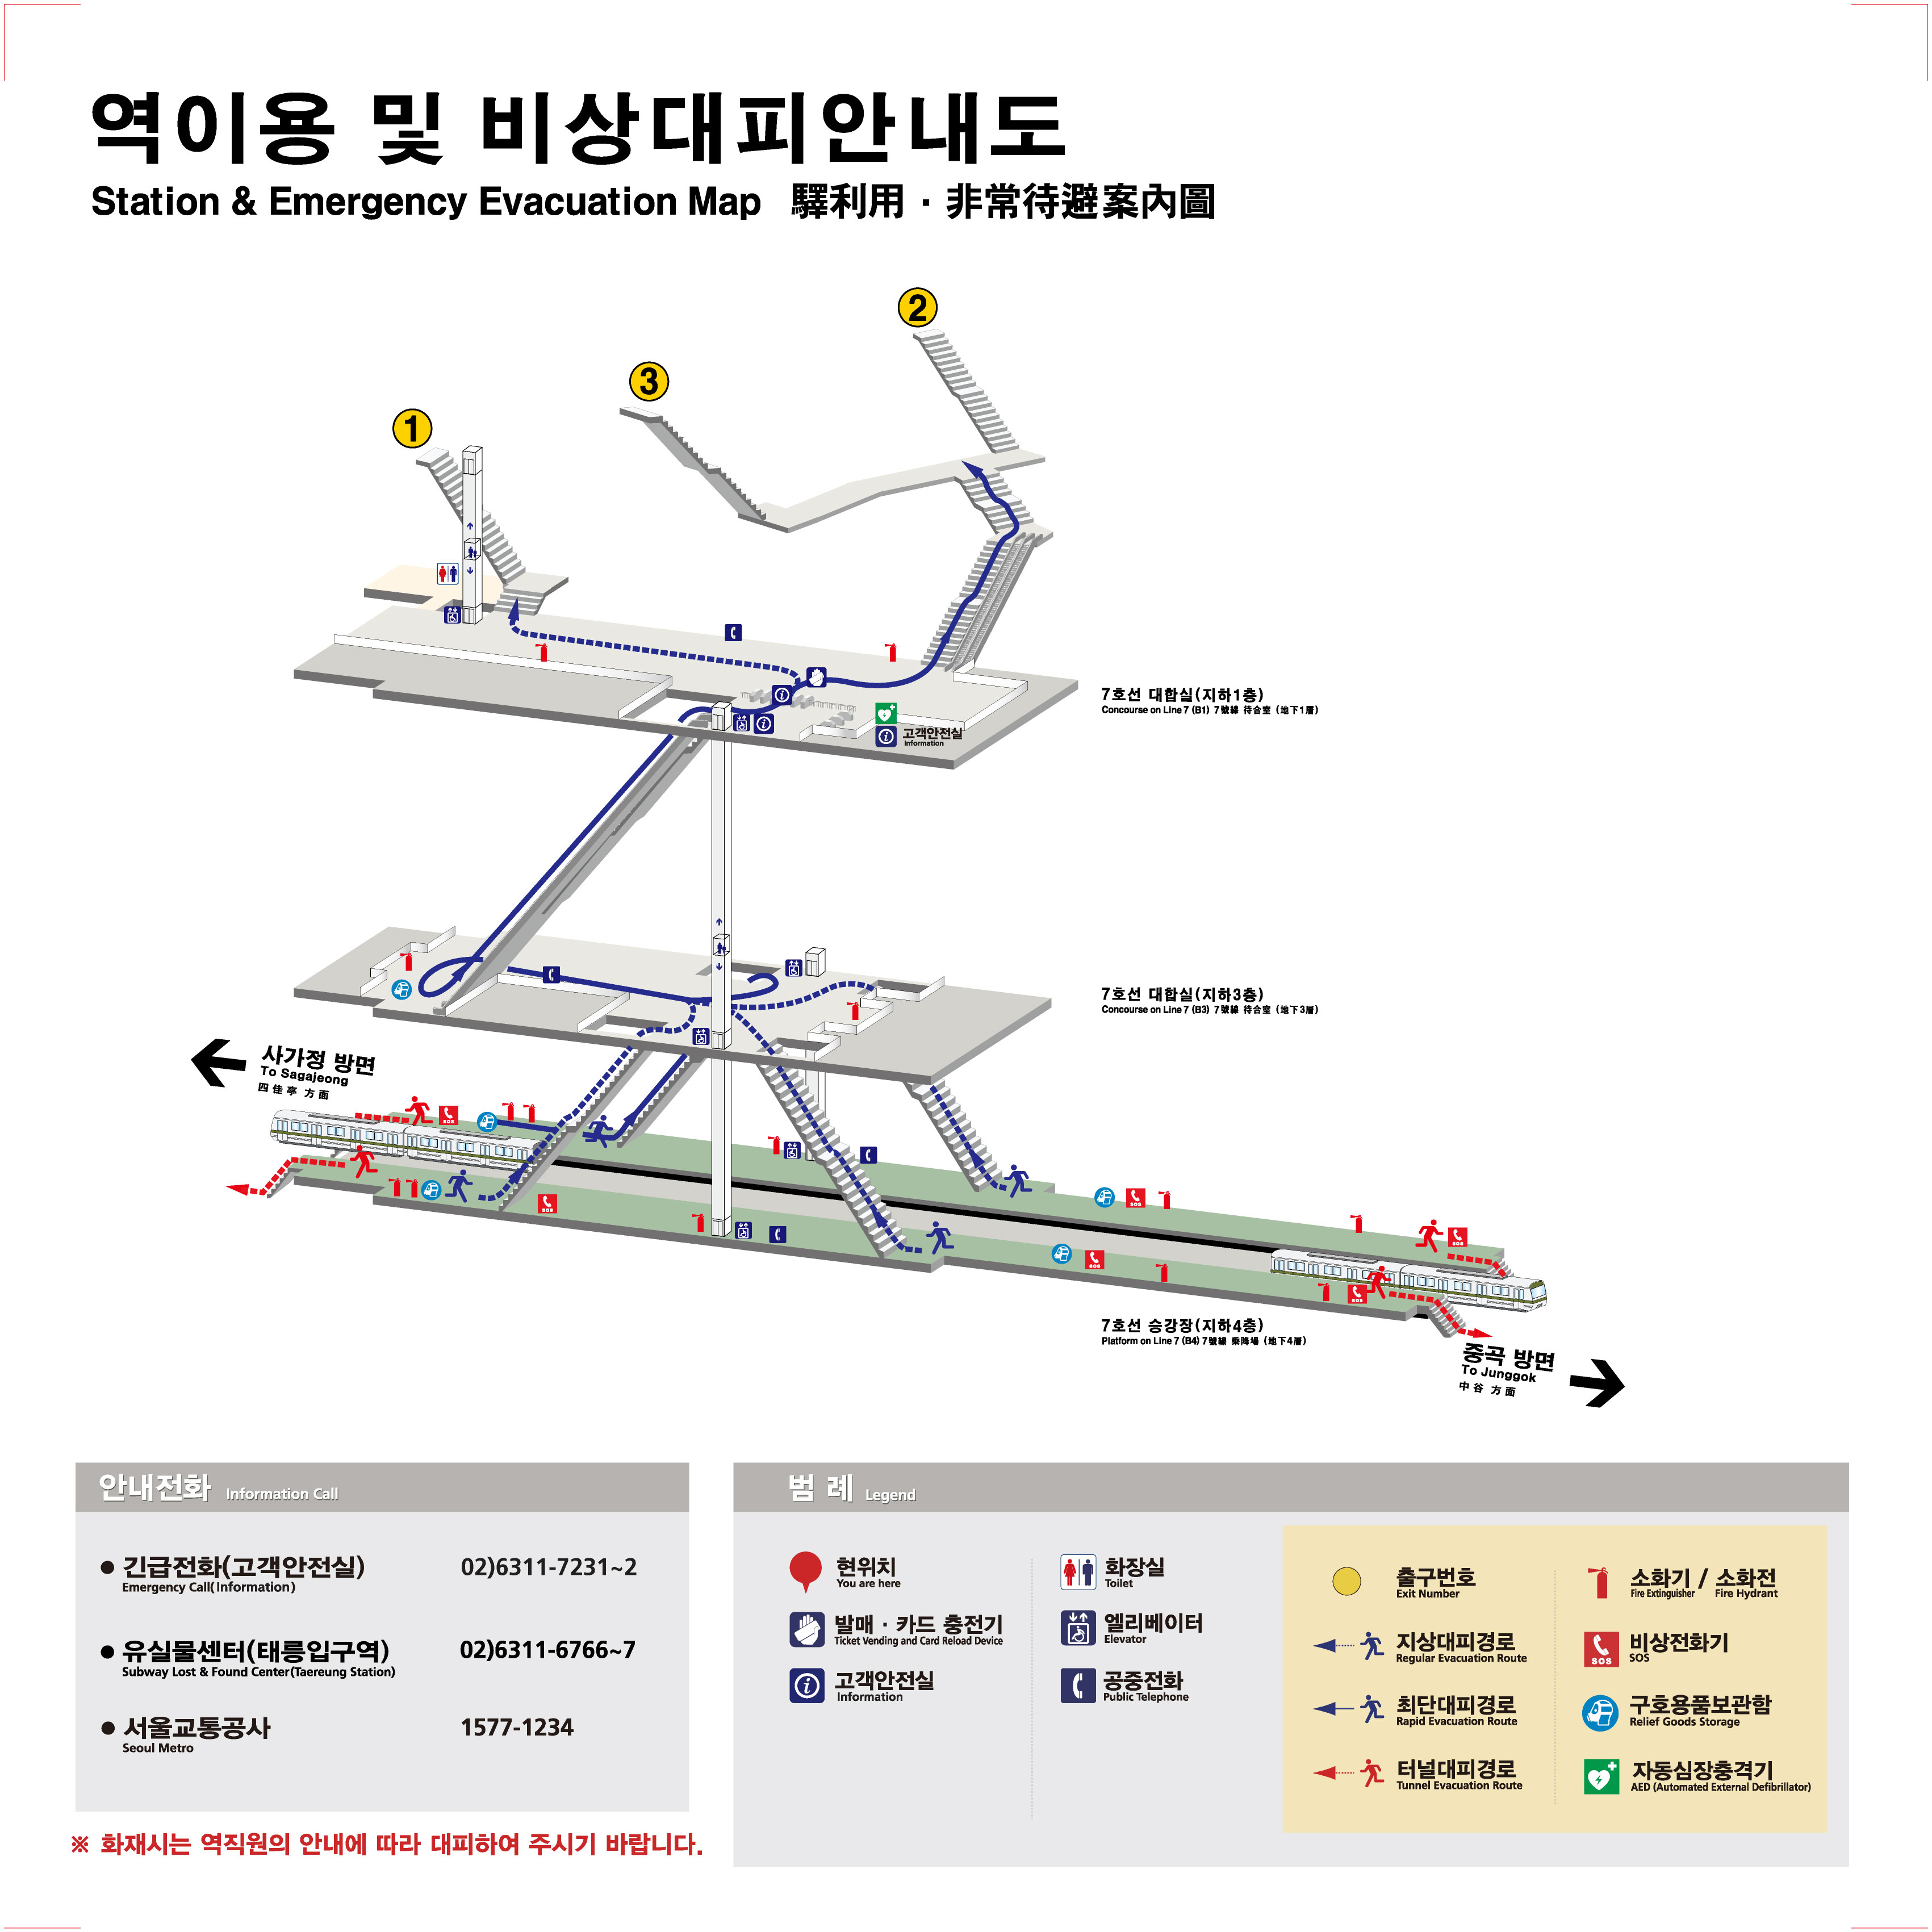 역이용 및 비상대피안내도
Station & Emergency Evacuation Map 驛利用 · 非常待避案內圖
2
3
1
7호선 대합실(지하1층)
Concourse on Line 7 (B1) 7號線 待合室 (地下1層)
고객안전실
Information
7호선 대합실(지하3층)
Concourse on Line 7 (B3) 7號線 待合室 (地下3層)
사가정 방면
To Sagajeong
四佳亭 方面
SOS
SOS
SOS
SOS
SOS
SOS
7호선 승강장(지하4층)
Platform on Line 7 (B4) 7號線 乘降場 (地下4層)
중곡 방면
To Junggok
中谷 方面
안내전화 Information Call
● 긴급전화(고객안전실) 02)6311-7231~2
Emergency Call(Information)
● 유실물센터(태릉입구역) 02)6311-6766~7
Subway Lost & Found Center(Taereung Station)
● 서울교통공사 1577-1234
Seoul Metro
※ 화재시는 역직원의 안내에 따라 대피하여 주시기 바랍니다.
범 례 Legend
현위치
You are here
발매 · 카드 충전기
Ticket Vending and Card Reload Device
고객안전실
Information
화장실
Toilet
엘리베이터
Elevator
공중전화
Public Telephone
출구번호
Exit Number
지상대피경로
Regular Evacuation Route
최단대피경로
Rapid Evacuation Route
터널대피경로
Tunnel Evacuation Route
소화기 / 소화전
Fire Extinguisher Fire Hydrant
SOS
비상전화기
SOS
구호용품보관함
Relief Goods Storage
자동심장충격기
AED (Automated External Defibrillator)